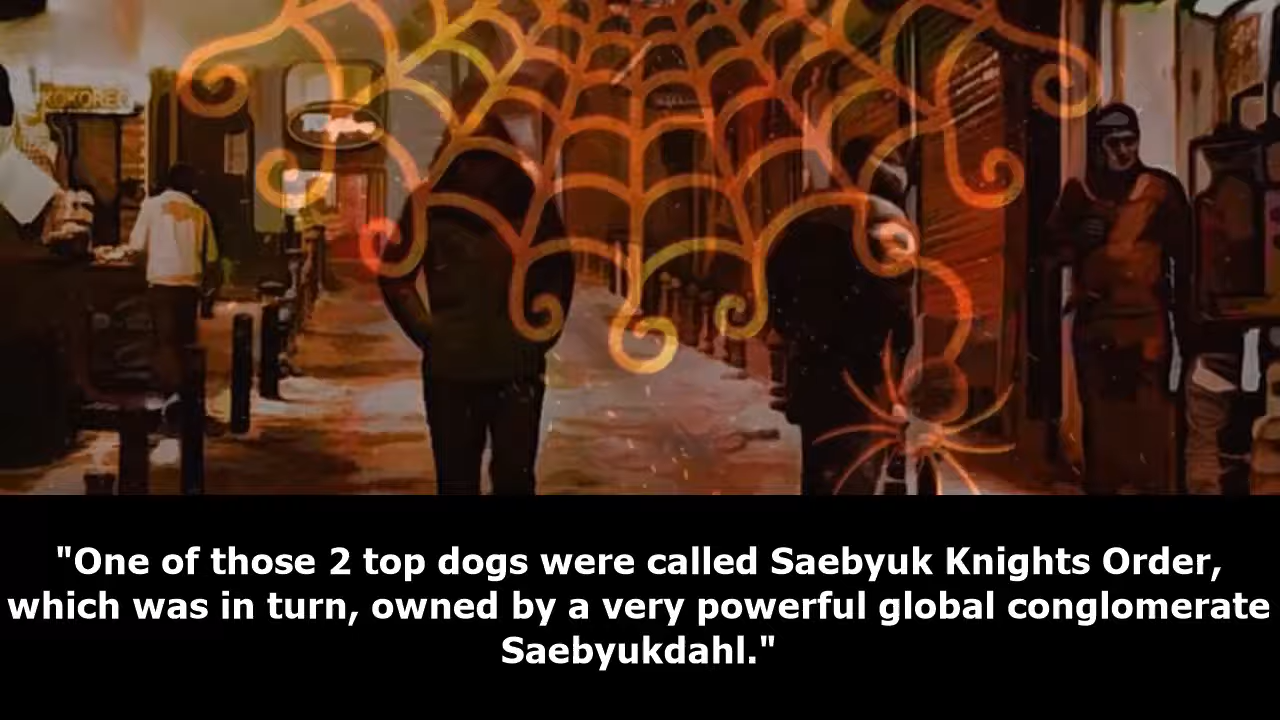 KOKOREÇ
"One of those 2 top dogs were called Saebyuk Knights Order,
which was in turn, owned by a very powerful global conglomerate
Saebyukdahl."